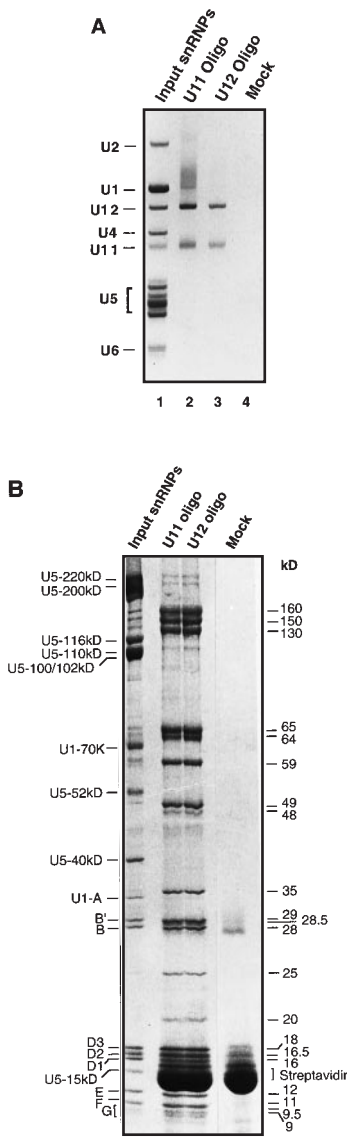 A
Input snRNPs
U11 Oligo
U12 Oligo
Mock
U2
U1
U12
U4
U11
U5
U6
1 2 3 4
B
Input snRNPs
U11 oligo
U12 oligo
Mock
kD
U5-220kD
U5-200kD
U5-116kD
U5-110kD
U5-100/102kD
U1-70K
U5-52kD
U5-40kD
U1-A
B'
B
D3
D2
D1
U5-15kD
E
F
G
160
150
130
65
64
59
49
48
35
29
28.5
28
25
20
18
16.5
16
15
Streptavidin
12
11
9.5
9